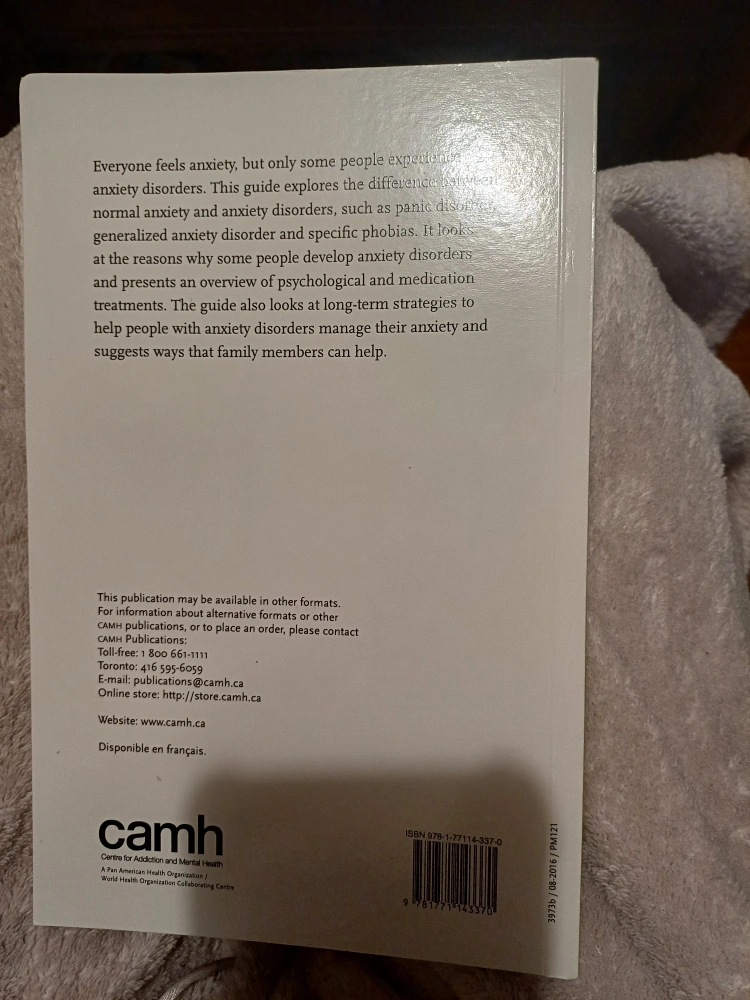 Everyone feels anxiety, but only some people experience
anxiety disorders. This guide explores the difference between
normal anxiety and anxiety disorders, such as panic disorder,
generalized anxiety disorder and specific phobias. It looks
at the reasons why some people develop anxiety disorders
and presents an overview of psychological and medication
treatments. The guide also looks at long-term strategies to
help people with anxiety disorders manage their anxiety and
suggests ways that family members can help.
This publication may be available in other formats.
For information about alternative formats or other
CAMH publications, or to place an order, please contact
CAMH Publications:
Toll-free: 1 800 661-1111
Toronto: 416 595-6059
E-mail: publications@camh.ca
Online store: http://store.camh.ca
Website: www.camh.ca
Disponible en français.
camh
Centre for Addiction and Mental Health
A Pan American Health Organization /
World Health Organization Collaborating Centre
ISBN 978-1-77114-337-0
9 781771 143370
3973b / 08-2016 / PM121